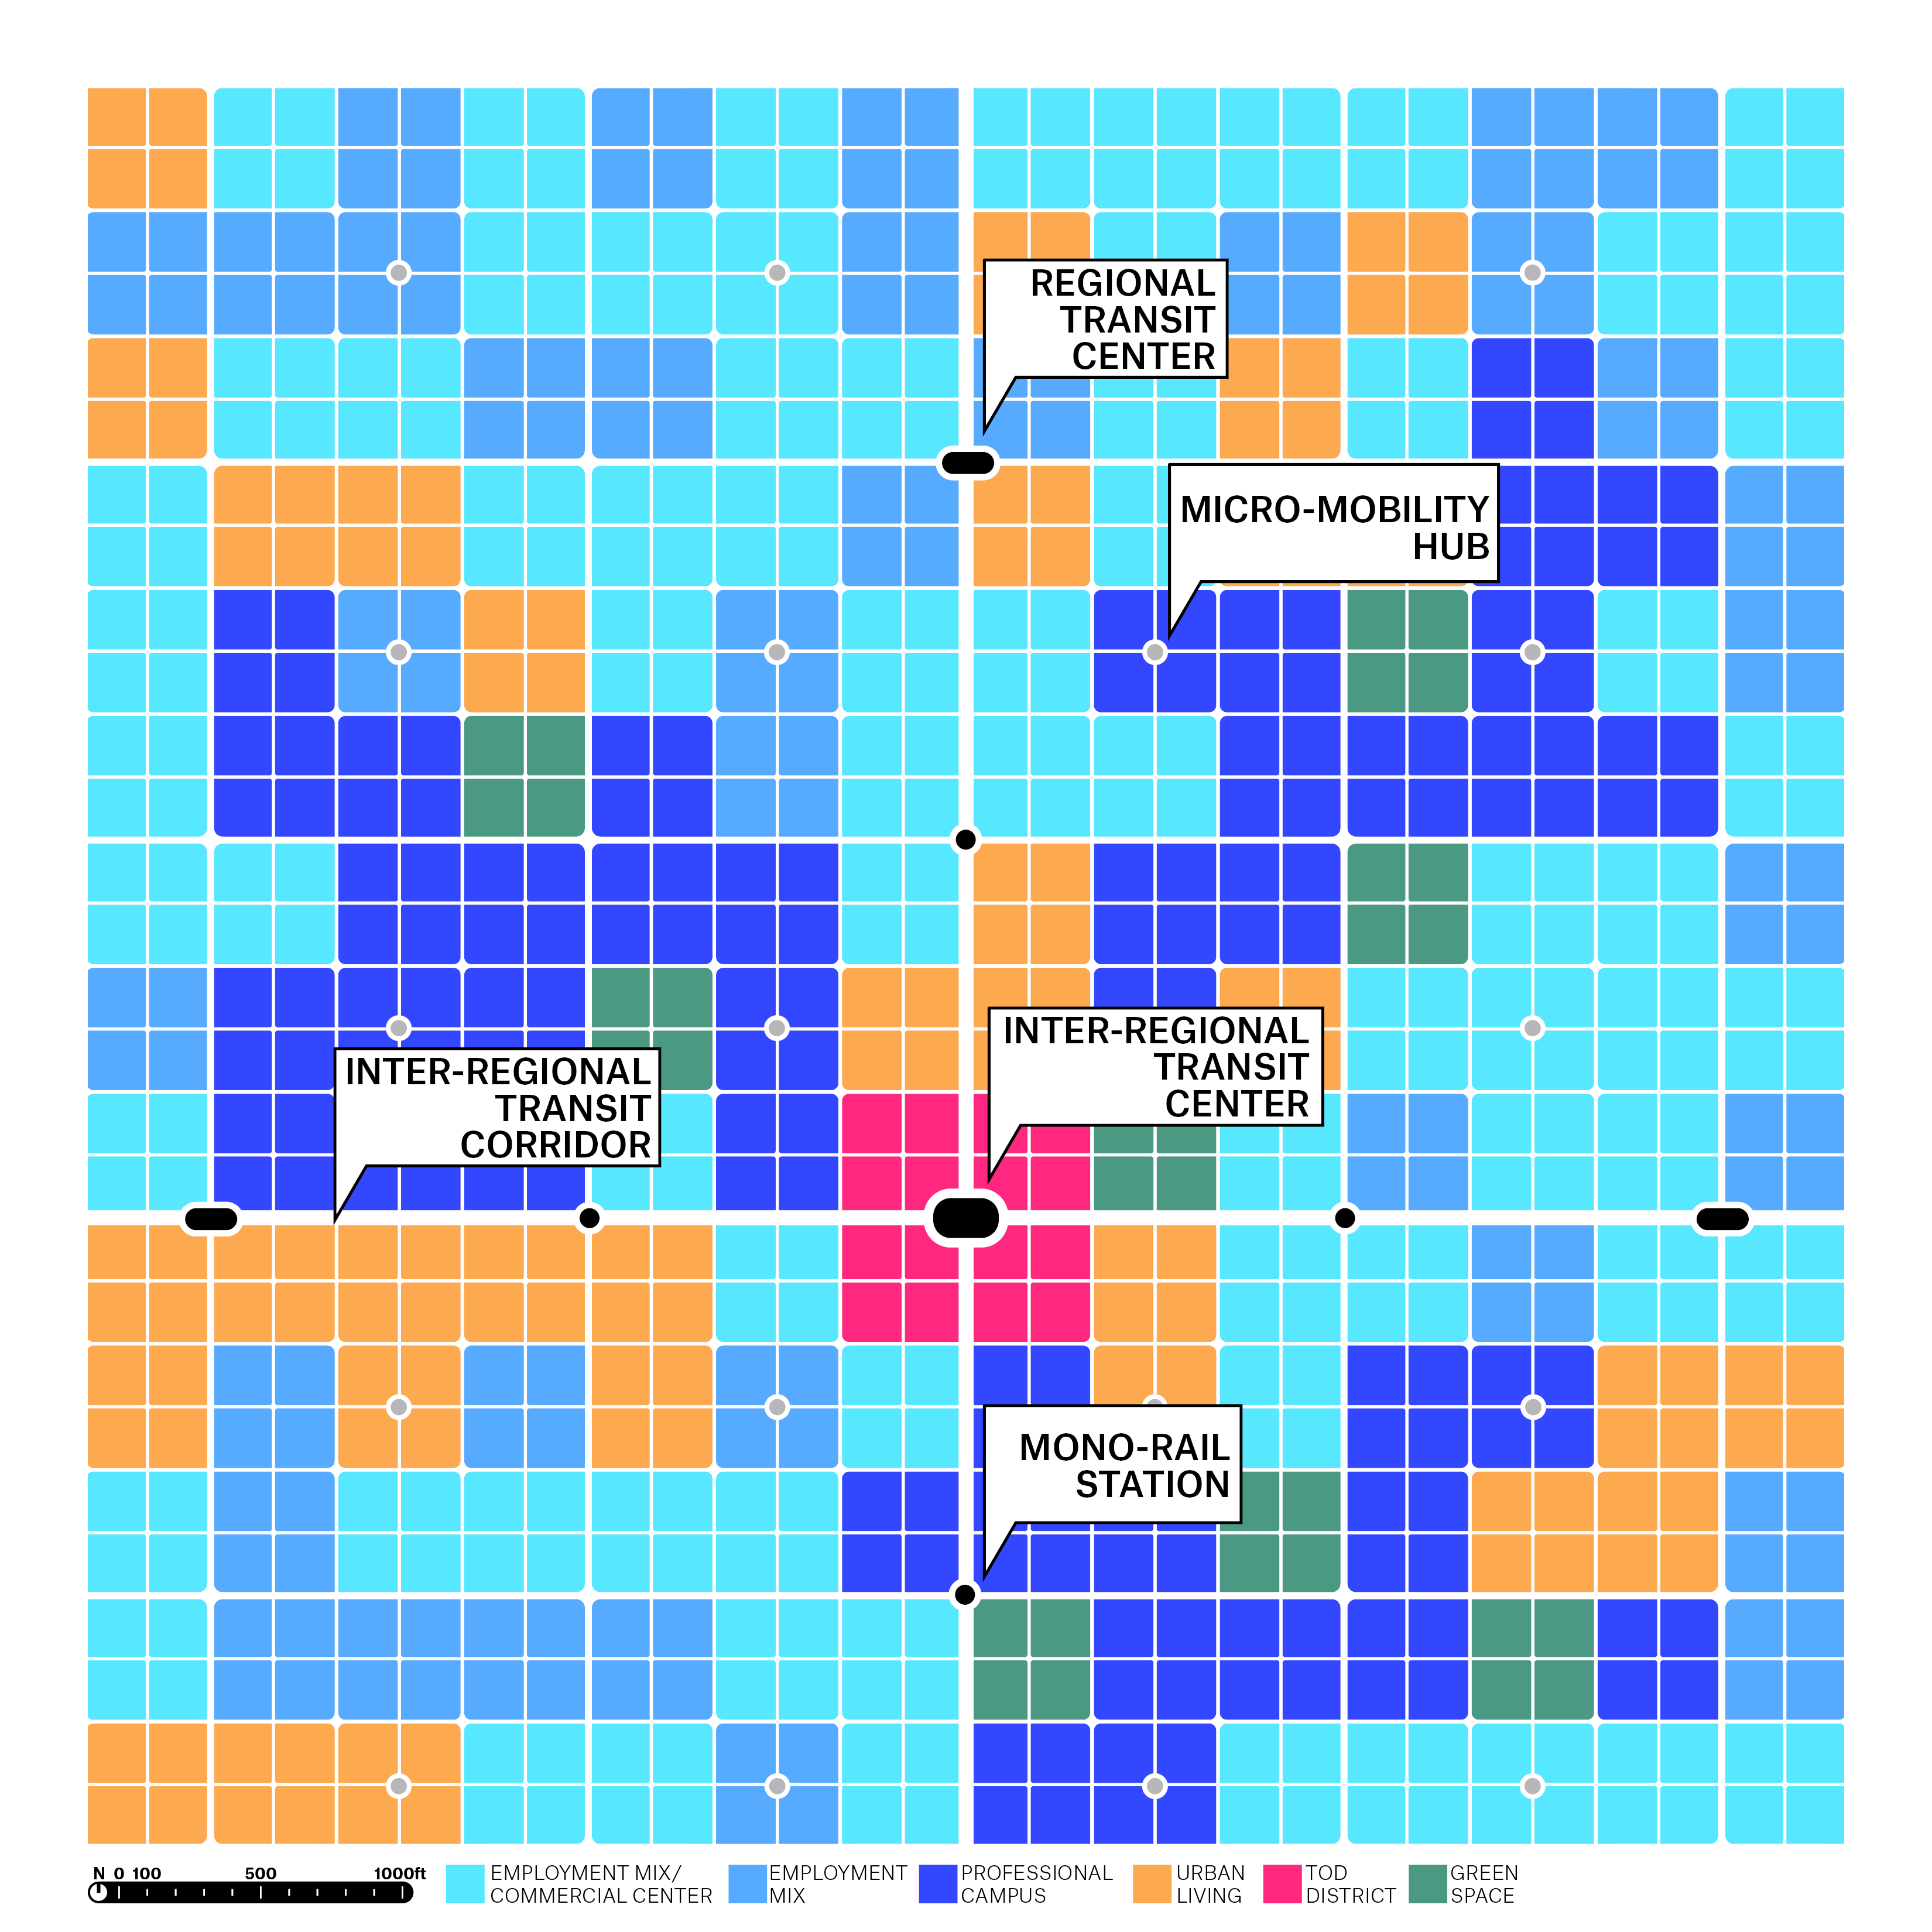 REGIONAL
TRANSIT
CENTER
MICRO-MOBILITY
HUB
INTER-REGIONAL
TRANSIT
CENTER
INTER-REGIONAL
TRANSIT
CORRIDOR
MONO-RAIL
STATION
N 0 100 500 1000ft
EMPLOYMENT MIX/
COMMERCIAL CENTER
EMPLOYMENT
MIX
PROFESSIONAL
CAMPUS
URBAN
LIVING
TOD
DISTRICT
GREEN
SPACE